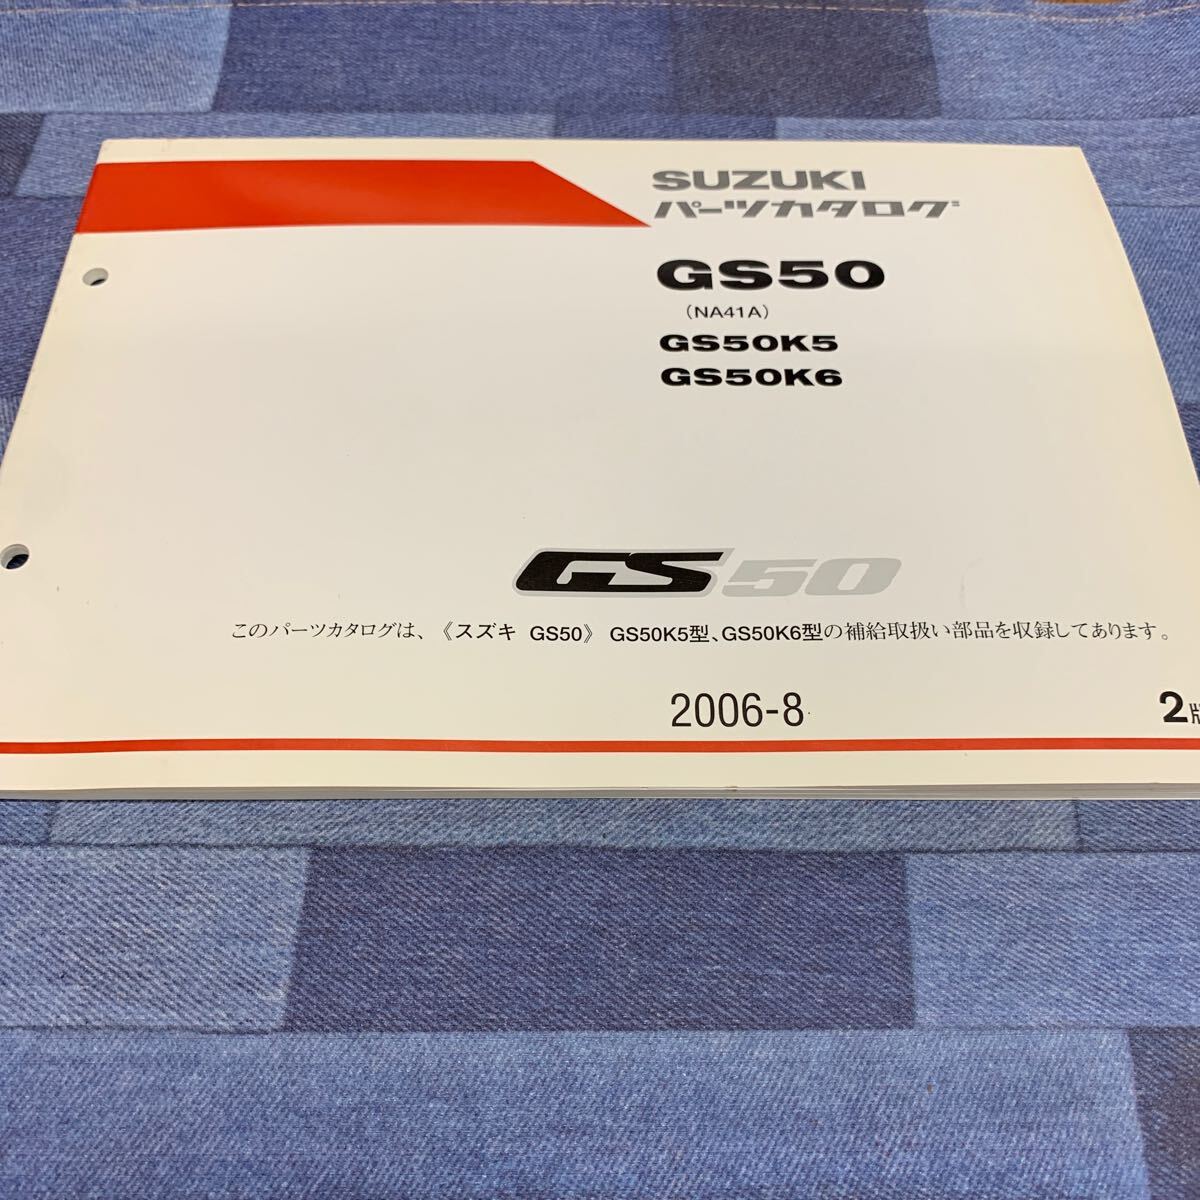 SUZUKI
パーツカタログ
GS50
(NA41A)
GS50K5
GS50K6
GS50
このパーツカタログは、《スズキ GS50》 GS50K5型、GS50K6型の補給取扱い部品を収録してあります。
2006-8
2版